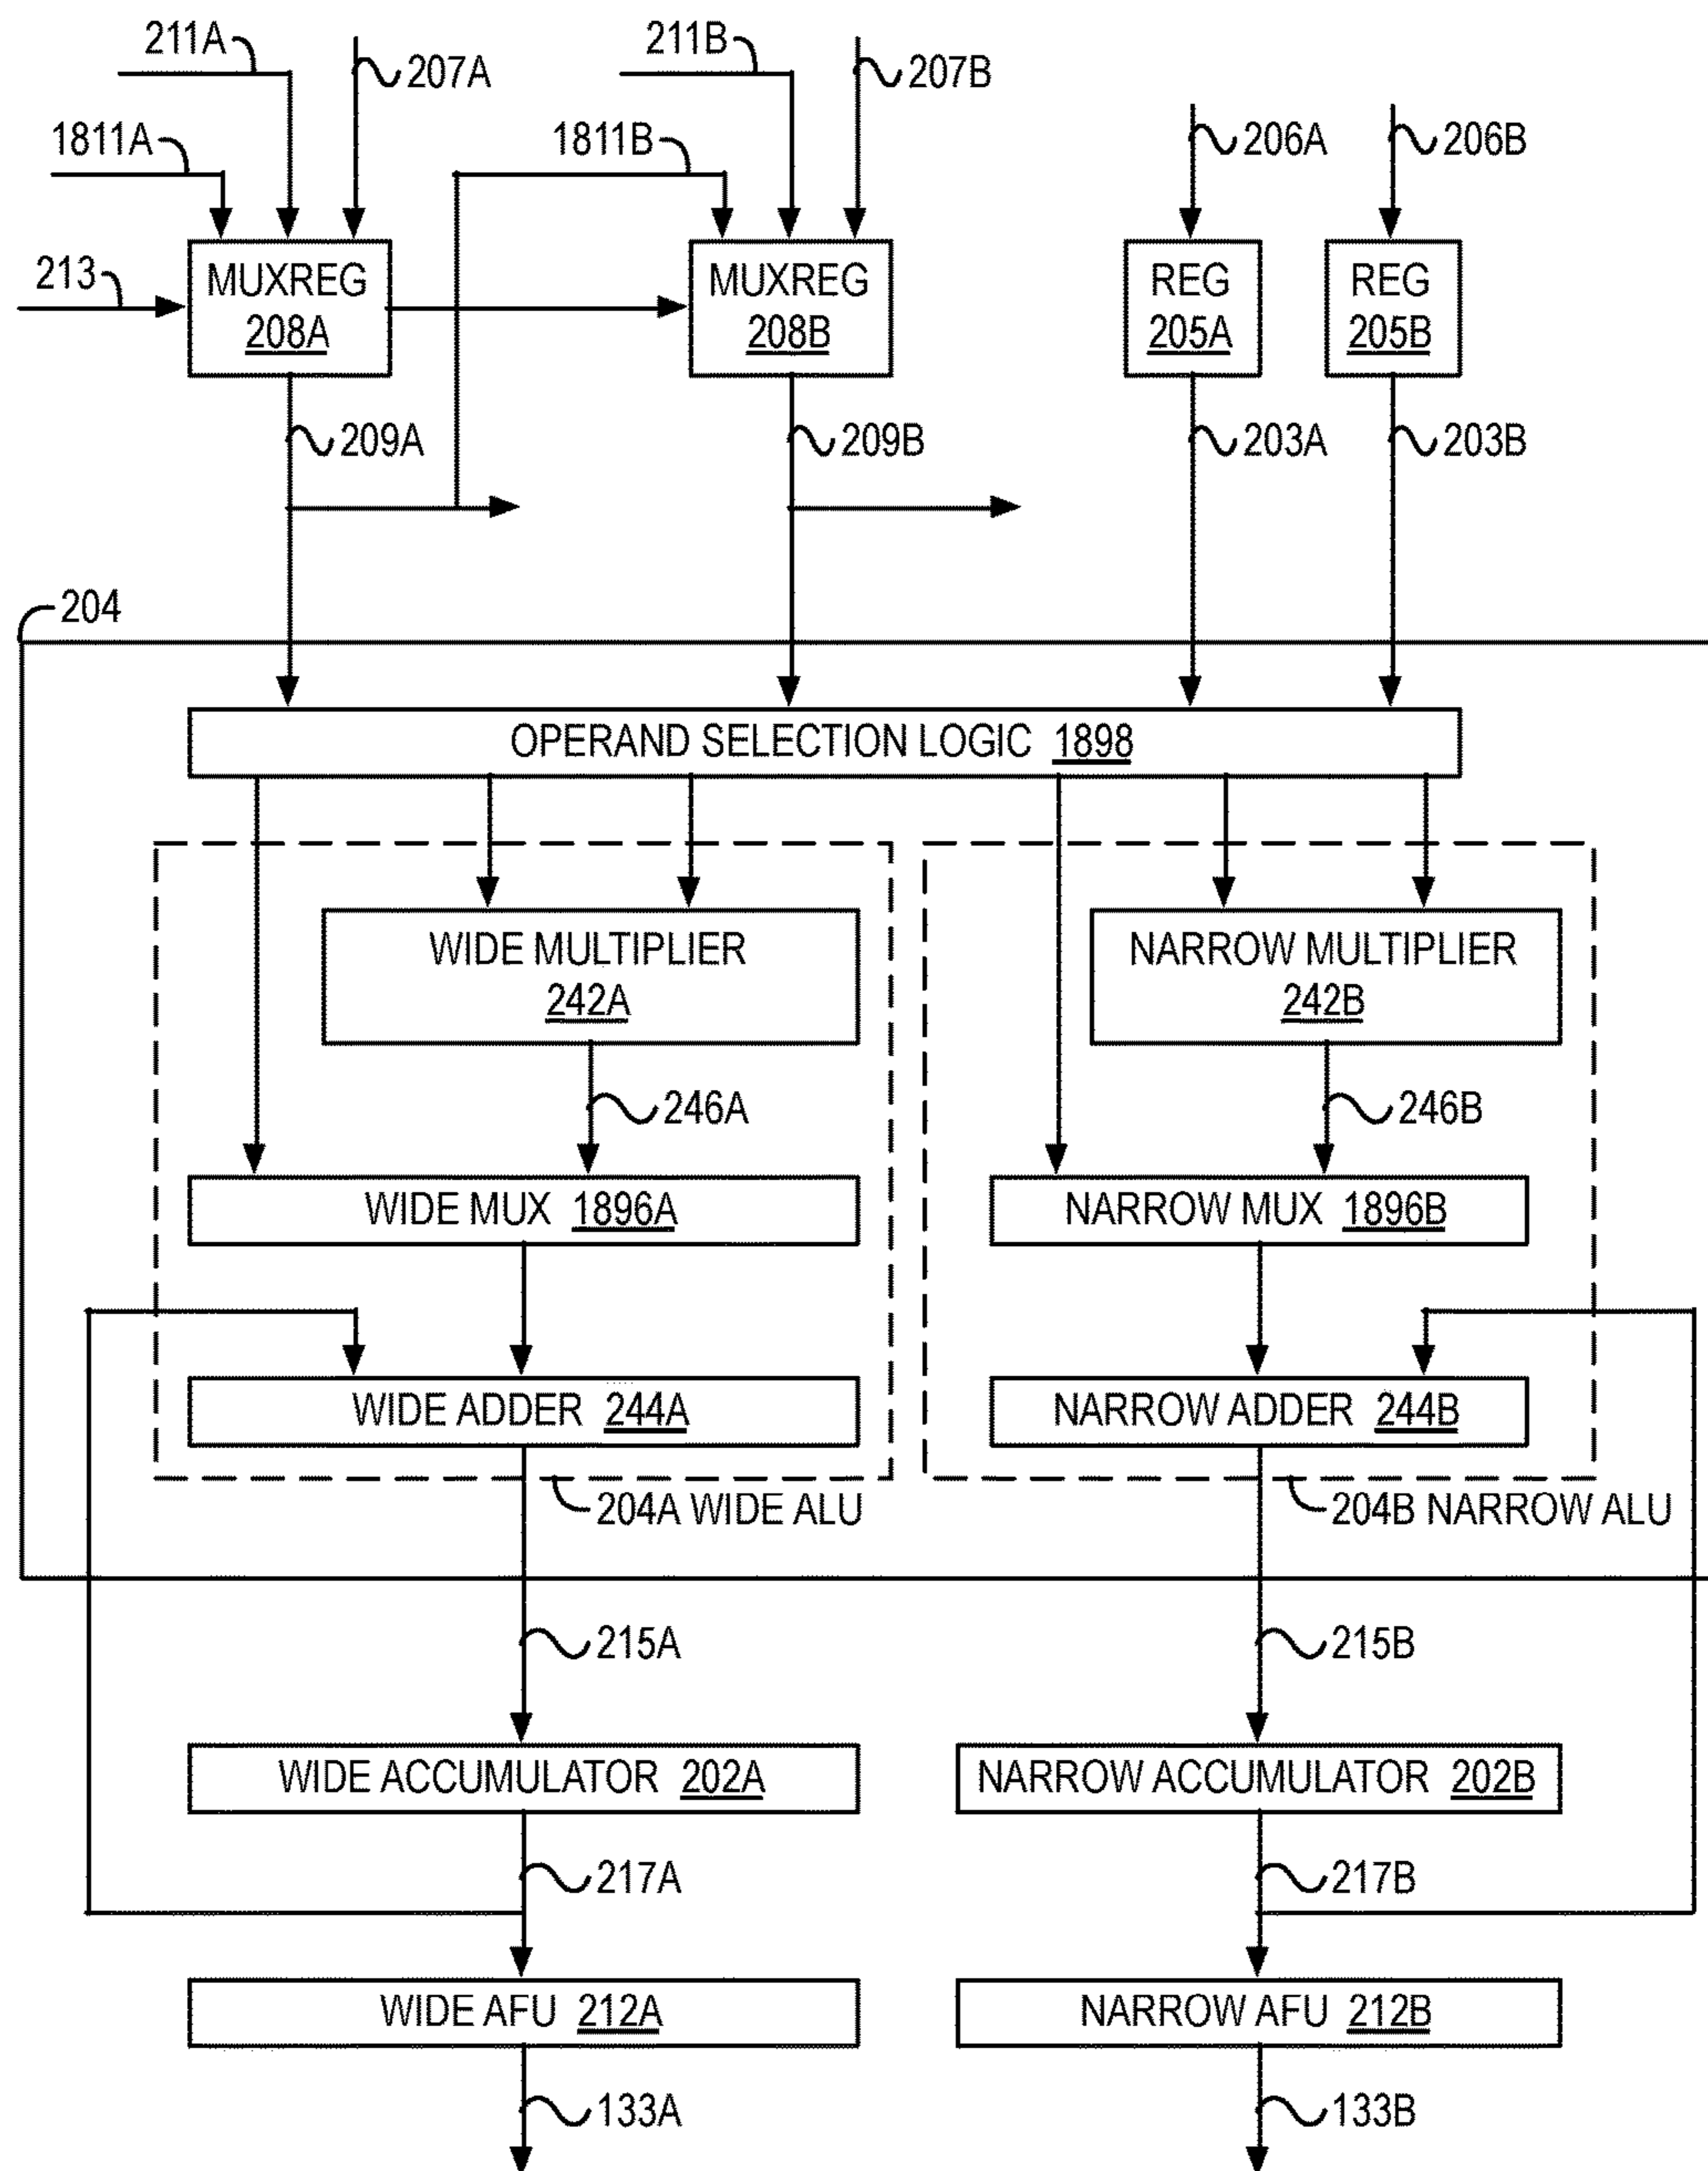 211A
207A
211B
207B
1811A
1811B
206A
206B
213
MUXREG
208A
MUXREG
208B
REG
205A
REG
205B
209A
209B
203A
203B
204
OPERAND SELECTION LOGIC 1898
WIDE MULTIPLIER
242A
NARROW MULTIPLIER
242B
246A
246B
WIDE MUX 1896A
NARROW MUX 1896B
WIDE ADDER 244A
NARROW ADDER 244B
204A WIDE ALU
204B NARROW ALU
215A
215B
WIDE ACCUMULATOR 202A
NARROW ACCUMULATOR 202B
217A
217B
WIDE AFU 212A
NARROW AFU 212B
133A
133B